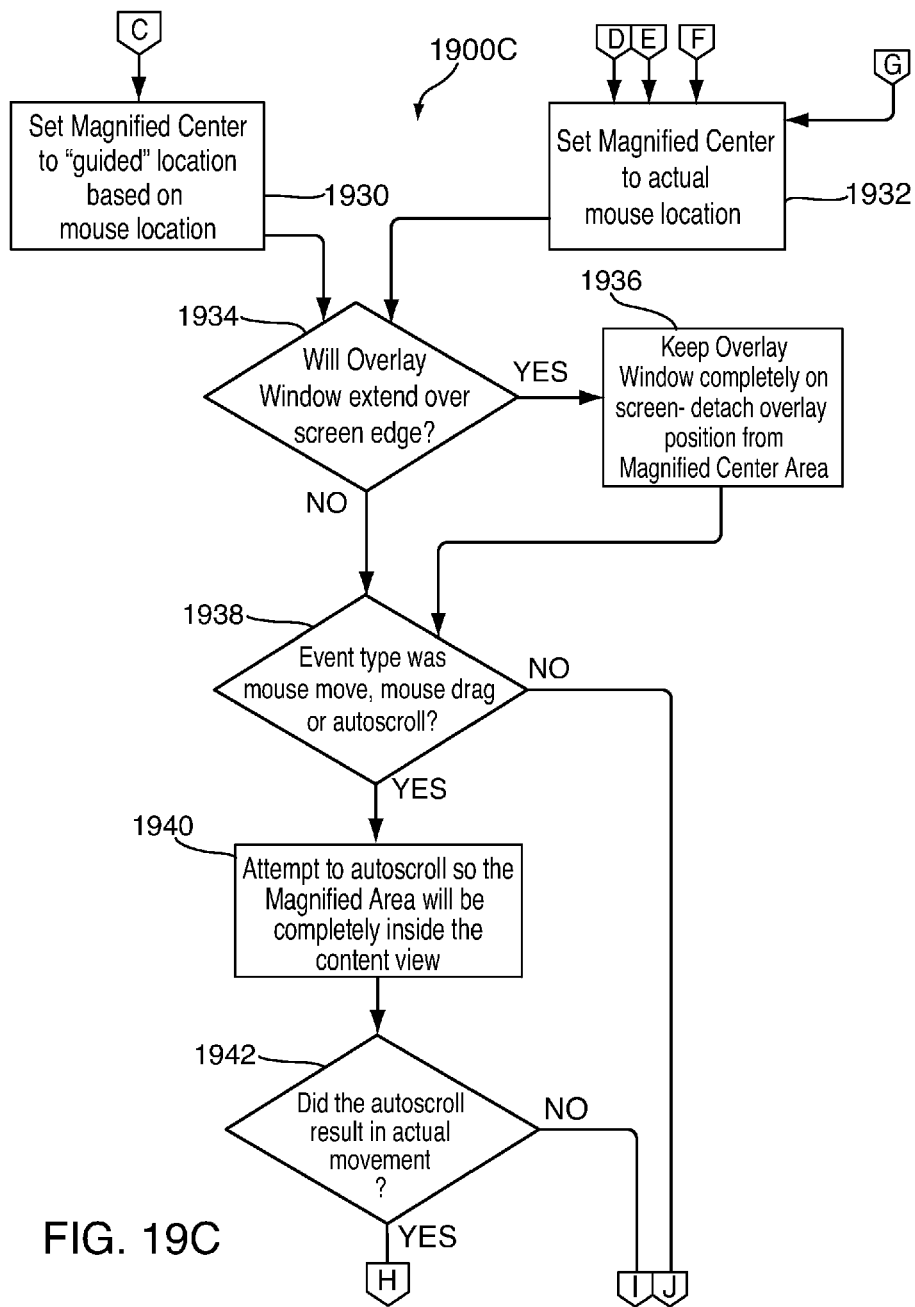 C
1900C
D
E
F
G
Set Magnified Center
to “guided” location
based on
mouse location
1930
Set Magnified Center
to actual
mouse location
1932
1934
Will Overlay
Window extend over
screen edge?
YES
NO
1936
Keep Overlay
Window completely on
screen- detach overlay
position from
Magnified Center Area
1938
Event type was
mouse move, mouse drag
or autoscroll?
NO
YES
1940
Attempt to autoscroll so the
Magnified Area will be
completely inside the
content view
1942
Did the autoscroll
result in actual
movement
?
NO
YES
FIG. 19C
H
I
J